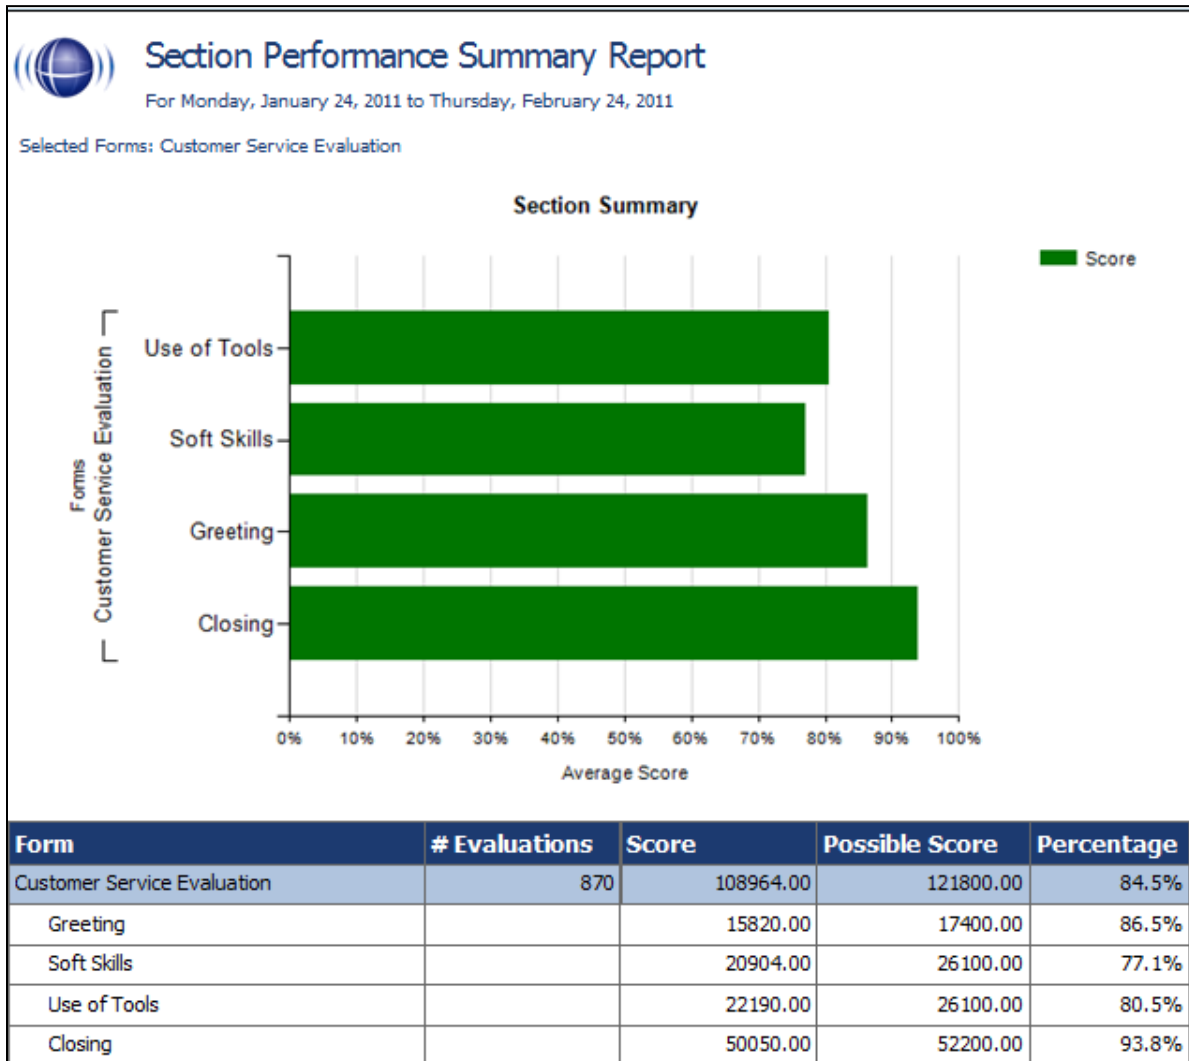 Section Performance Summary Report
For Monday, January 24, 2011 to Thursday, February 24, 2011
Selected Forms: Customer Service Evaluation
Section Summary
Score
Forms
Customer Service Evaluation
Use of Tools
Soft Skills
Greeting
Closing
0% 10% 20% 30% 40% 50% 60% 70% 80% 90% 100%
Average Score
Form # Evaluations Score Possible Score Percentage
Customer Service Evaluation 870 108964.00 121800.00 84.5%
Greeting 15820.00 17400.00 86.5%
Soft Skills 20904.00 26100.00 77.1%
Use of Tools 22190.00 26100.00 80.5%
Closing 50050.00 52200.00 93.8%